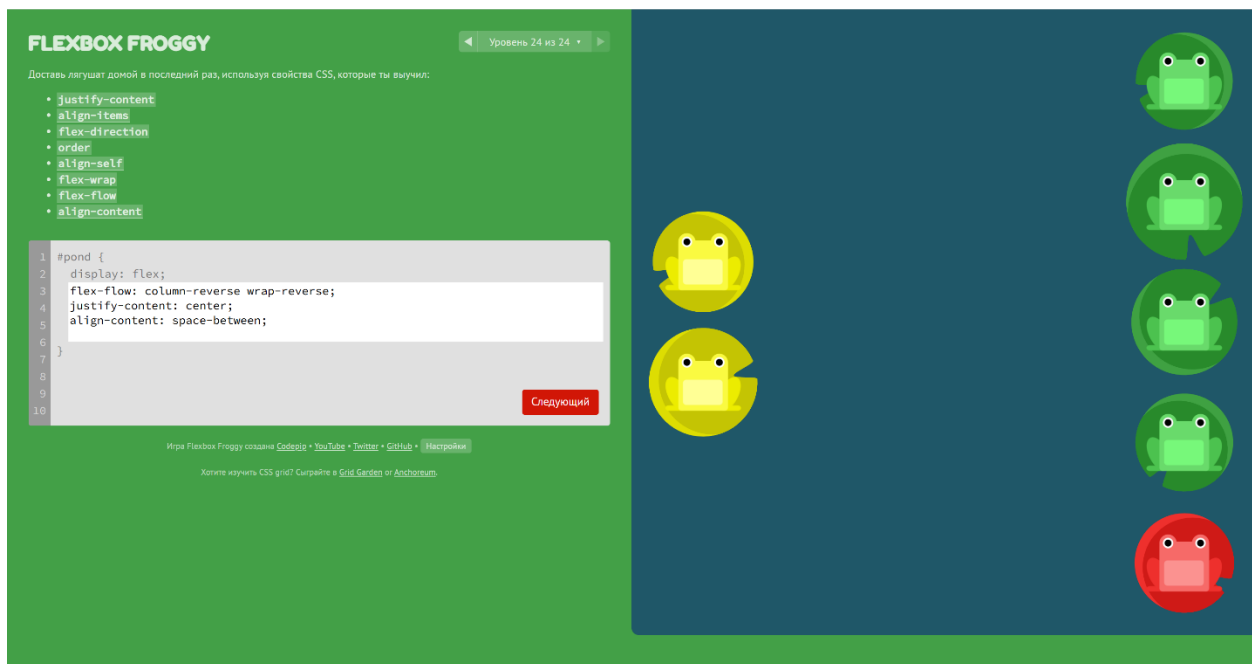 FLEXBOX FROGGY
◀ Уровень 24 из 24 ▾ ▶
Доставь лягушат домой в последний раз, используя свойства CSS, которые ты выучил:
• justify-content
• align-items
• flex-direction
• order
• align-self
• flex-wrap
• flex-flow
• align-content
1 #pond {
2 display: flex;
3 flex-flow: column-reverse wrap-reverse;
4 justify-content: center;
5 align-content: space-between;
6
7 }
8
9
10
Следующий
Игра Flexbox Froggy создана Codepip • YouTube • Twitter • GitHub • Настройки
Хотите изучить CSS grid? Сыграйте в Grid Garden or Anchoreum.